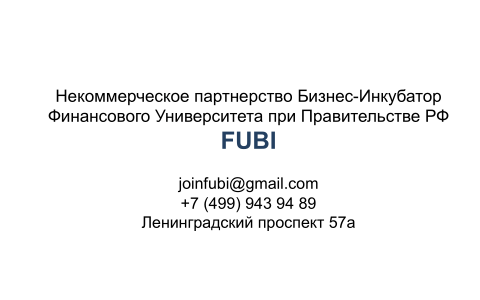 Некоммерческое партнерство Бизнес-Инкубатор
Финансового Университета при Правительстве РФ
FUBI
joinfubi@gmail.com
+7 (499) 943 94 89
Ленинградский проспект 57а